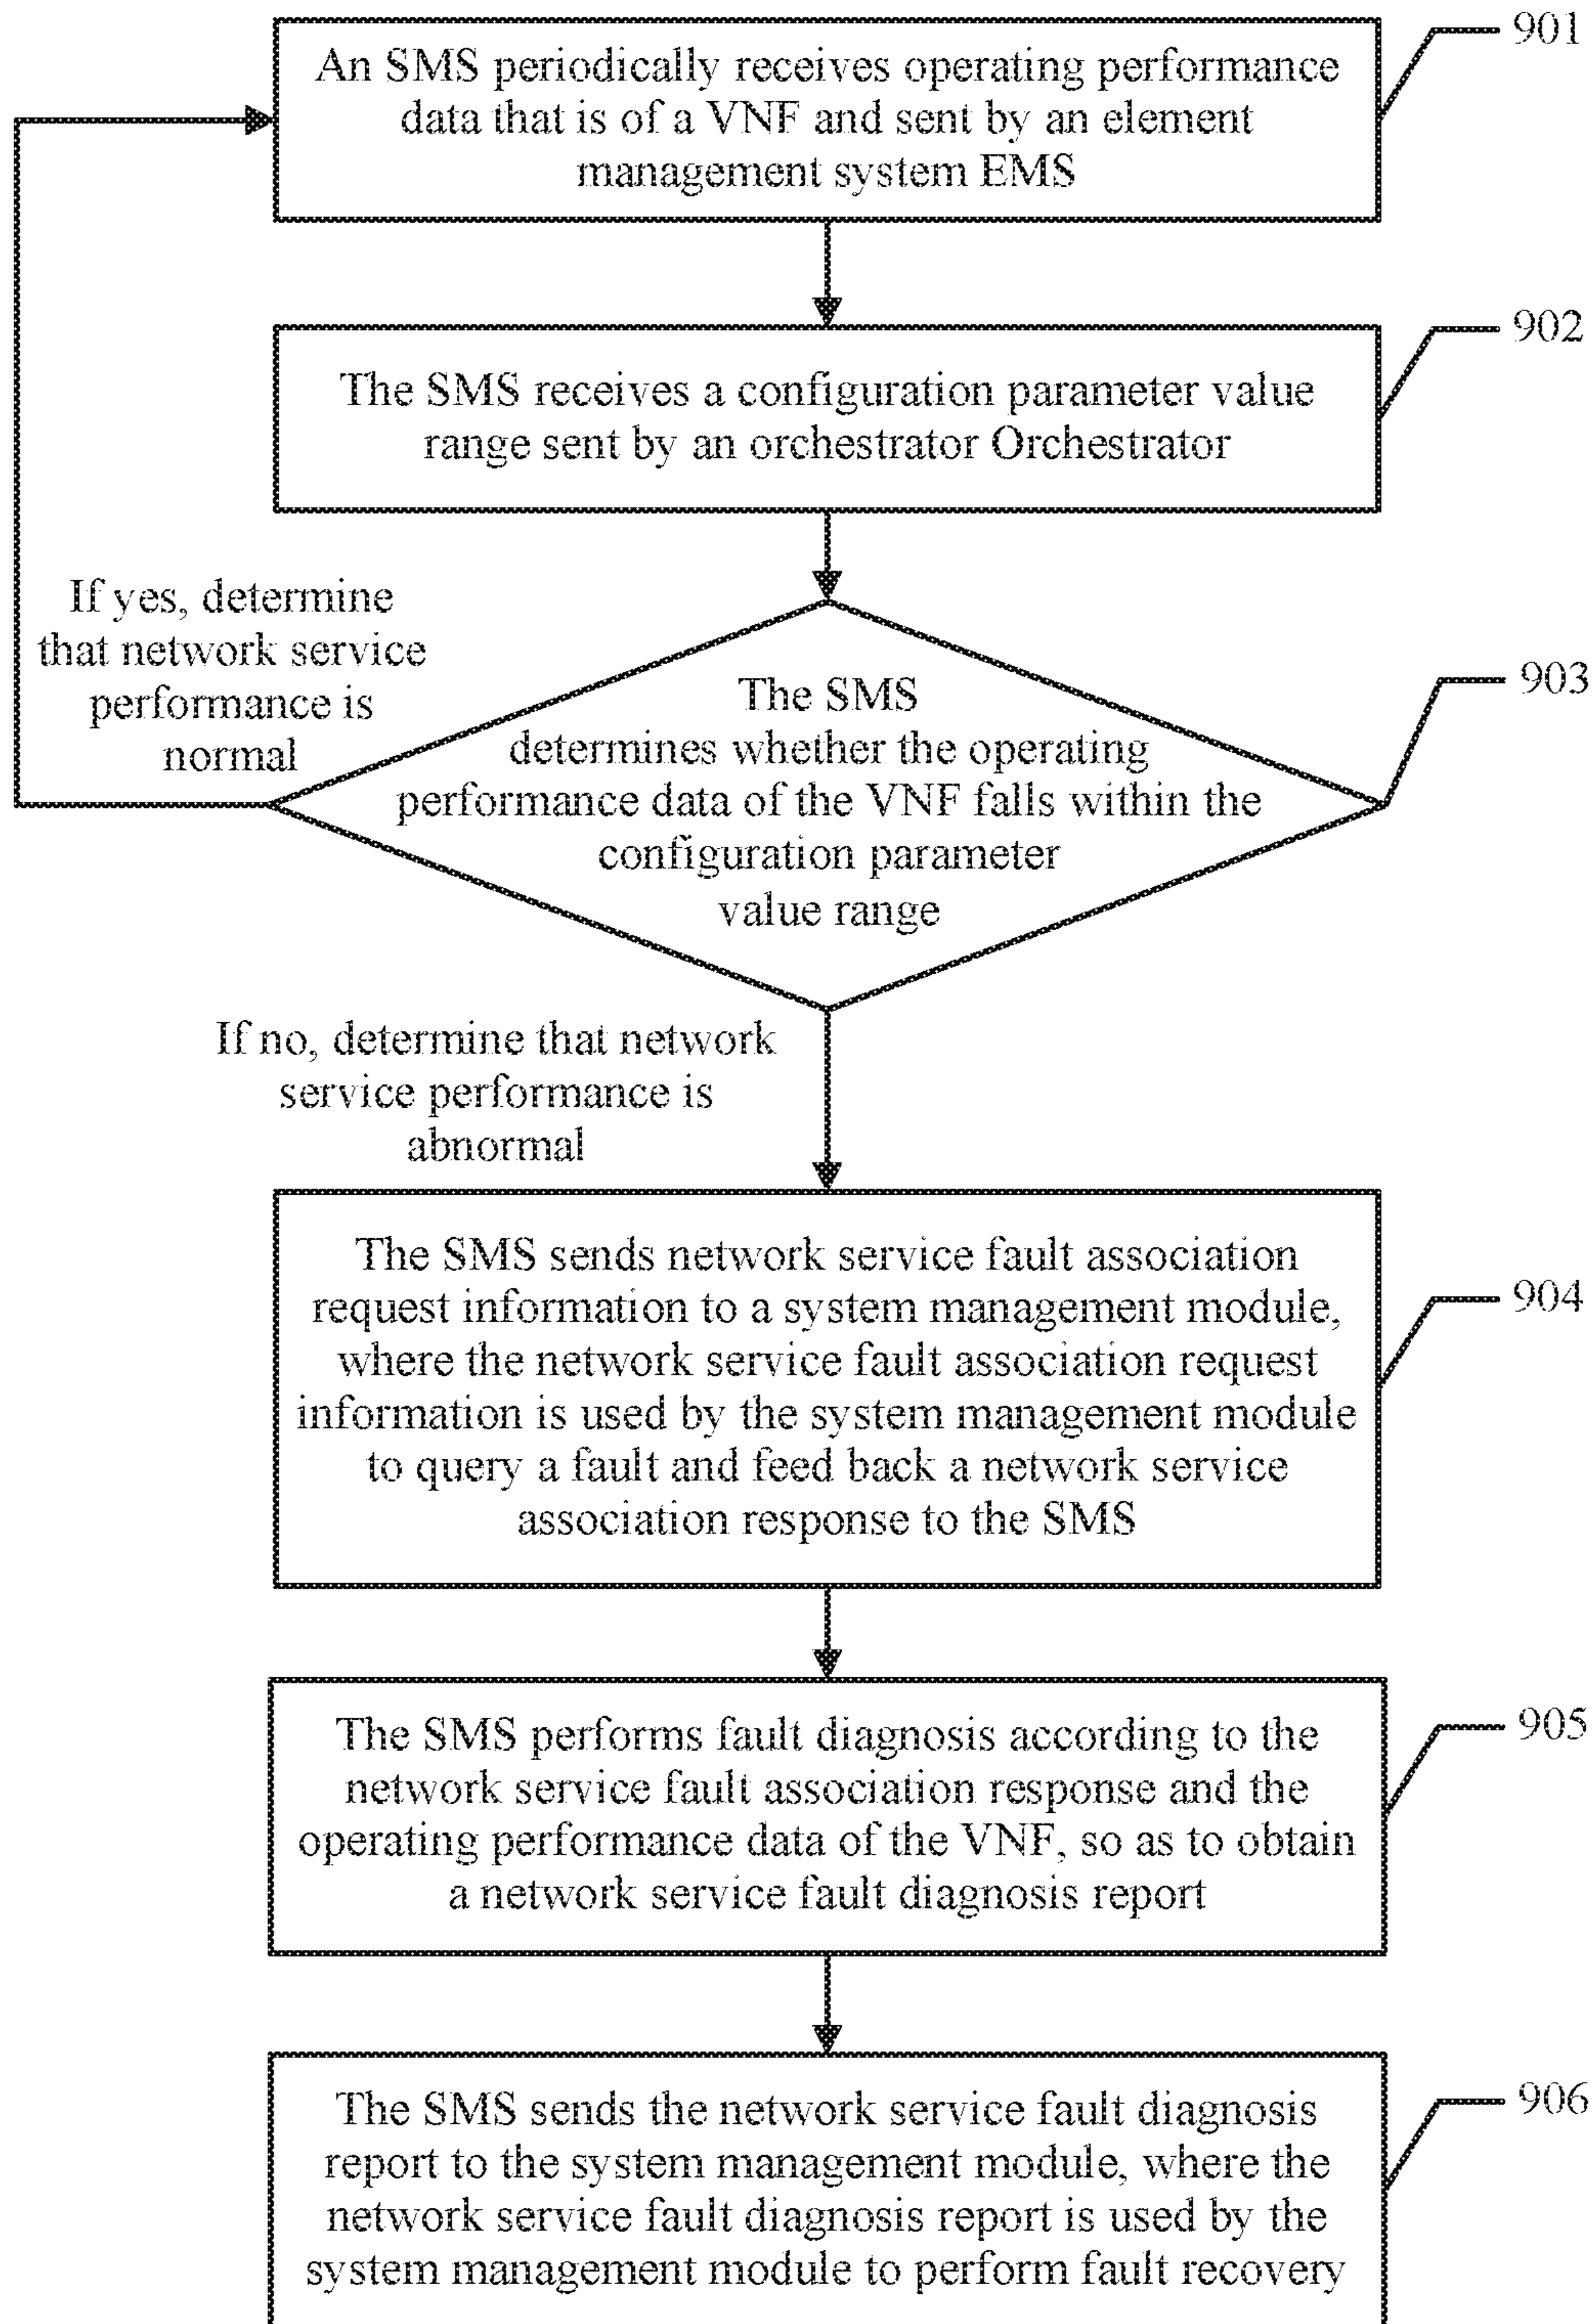 An SMS periodically receives operating performance
data that is of a VNF and sent by an element
management system EMS
901
The SMS receives a configuration parameter value
range sent by an orchestrator Orchestrator
902
If yes, determine
that network service
performance is
normal
The SMS
determines whether the operating
performance data of the VNF falls within the
configuration parameter
value range
903
If no, determine that network
service performance is
abnormal
The SMS sends network service fault association
request information to a system management module,
where the network service fault association request
information is used by the system management module
to query a fault and feed back a network service
association response to the SMS
904
The SMS performs fault diagnosis according to the
network service fault association response and the
operating performance data of the VNF, so as to obtain
a network service fault diagnosis report
905
The SMS sends the network service fault diagnosis
report to the system management module, where the
network service fault diagnosis report is used by the
system management module to perform fault recovery
906